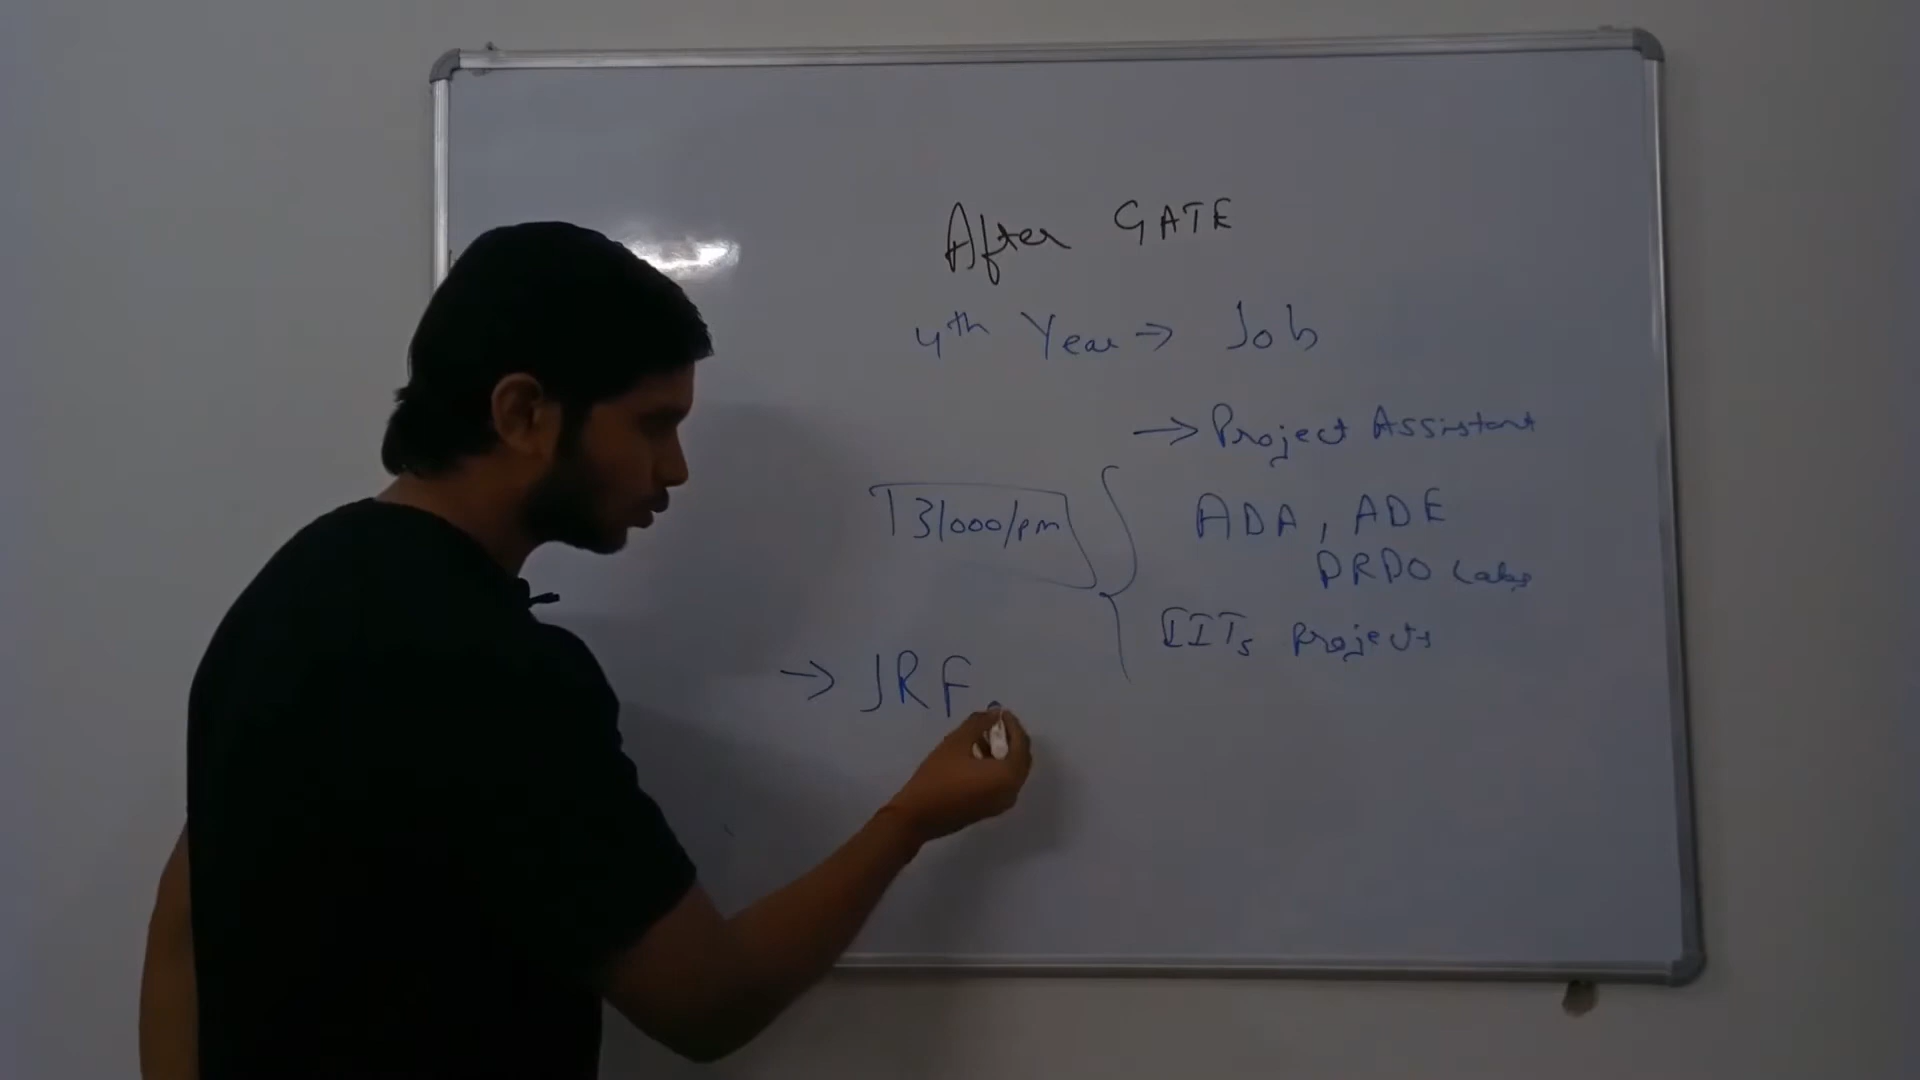 After GATE
4th Year → Job
→ Project Assistant
31000/pm
ADA, ADE
DRDO Labs
IITs Projects
→ JRF